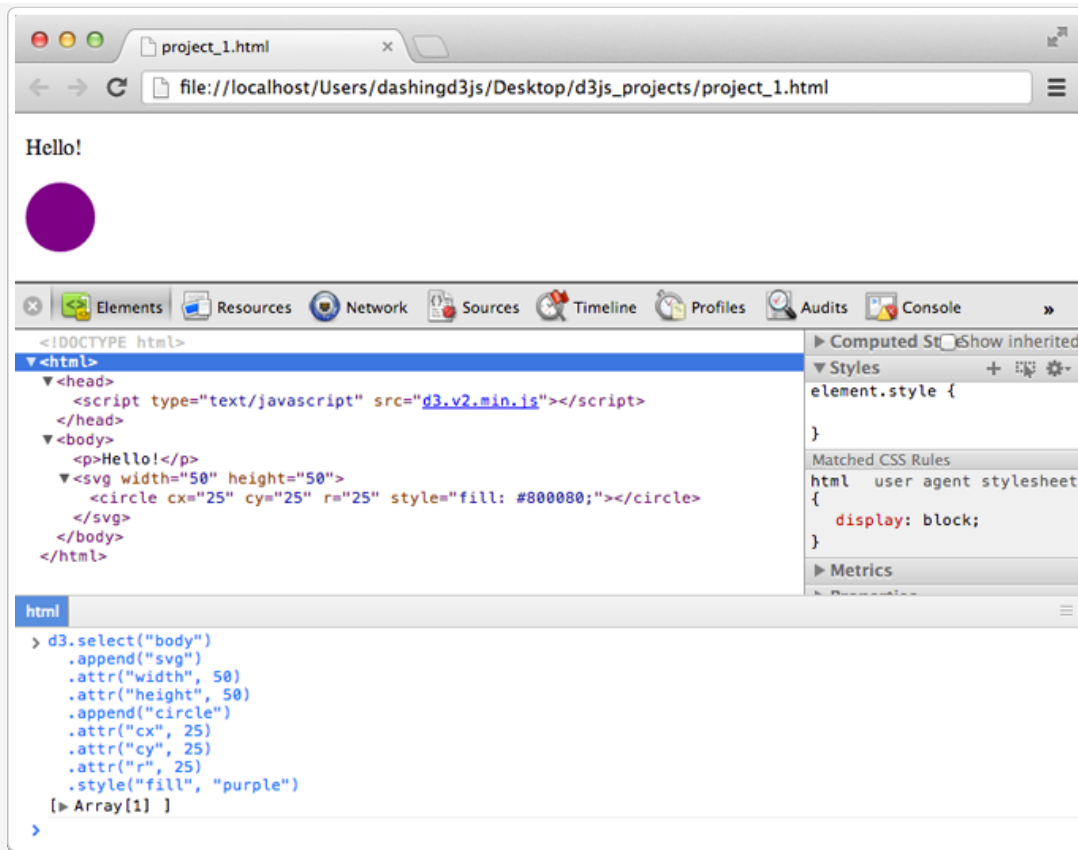 project_1.html
file://localhost/Users/dashingd3js/Desktop/d3js_projects/project_1.html
Hello!
Elements Resources Network Sources Timeline Profiles Audits Console »
<!DOCTYPE html>
<html>
<head>
<script type="text/javascript" src="d3.v2.min.js"></script>
</head>
<body>
<p>Hello!</p>
<svg width="50" height="50">
<circle cx="25" cy="25" r="25" style="fill: #800080;"></circle>
</svg>
</body>
</html>
Computed St Show inherited
Styles
element.style {
}
Matched CSS Rules
html user agent stylesheet
{
display: block;
}
Metrics
html
> d3.select("body")
.append("svg")
.attr("width", 50)
.attr("height", 50)
.append("circle")
.attr("cx", 25)
.attr("cy", 25)
.attr("r", 25)
.style("fill", "purple")
[▶ Array[1] ]
>